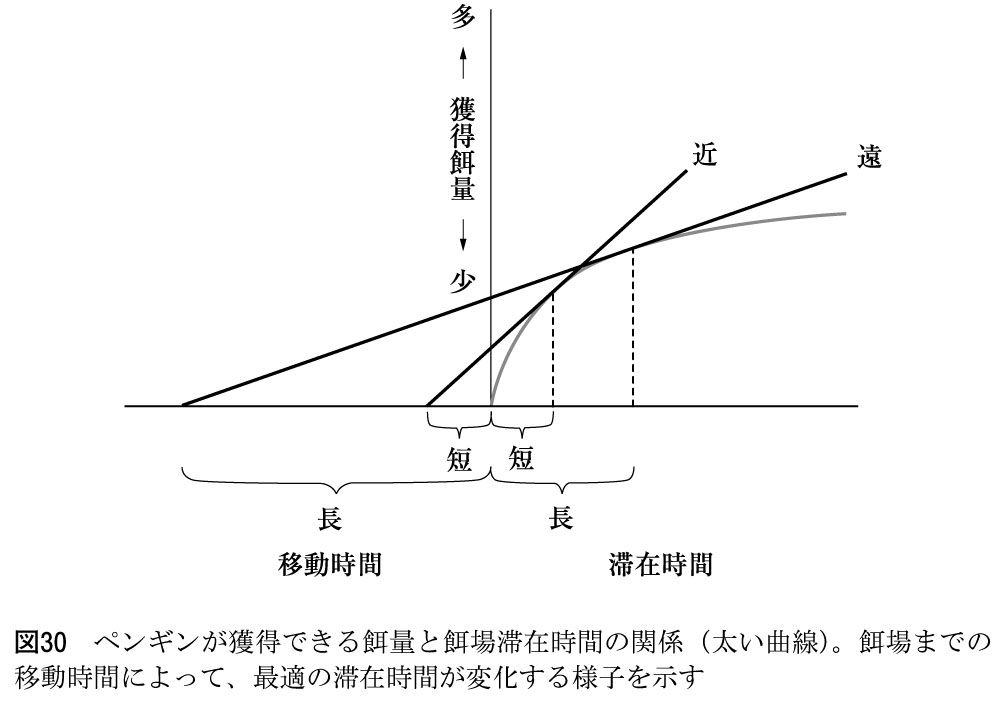 多
獲得餌量
少
近
遠
短
短
長
長
移動時間
滞在時間
図30 ペンギンが獲得できる餌量と餌場滞在時間の関係（太い曲線）。餌場までの
移動時間によって、最適の滞在時間が変化する様子を示す